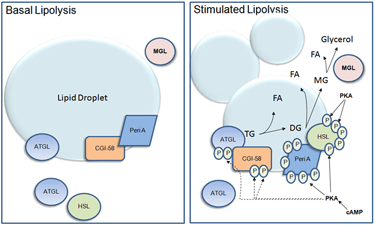 Basal Lipolysis
MGL
Lipid Droplet
Peri A
ATGL
CGI-58
ATGL
HSL
Stimulated Lipolysis
Glycerol
FA
MGL
FA
MG
FA
PKA
P P
TG
DG
P
HSL
P
ATGL
P
P P
P
P
P P
CGI-58
Peri A
P
P P
P
P
P P
ATGL
PKA
cAMP